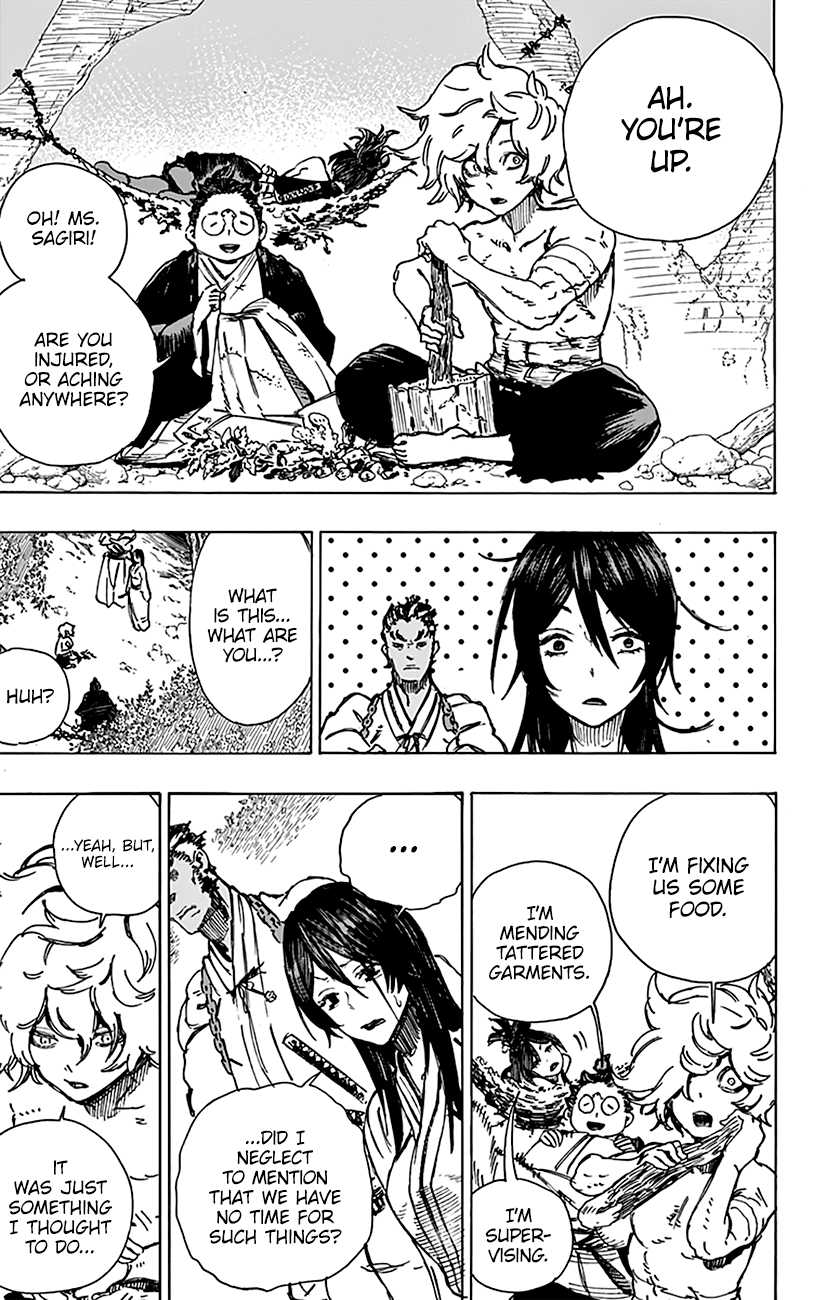 AH.
YOU'RE
UP.
OH! MS.
SAGIRI!
ARE YOU
INJURED,
OR ACHING
ANYWHERE?
WHAT
IS THIS...
WHAT ARE
YOU...?
HUH?
I'M FIXING
US SOME
FOOD.
I'M
MENDING
TATTERED
GARMENTS.
I'M
SUPER-
VISING.
...
...DID I
NEGLECT
TO MENTION
THAT WE HAVE
NO TIME FOR
SUCH THINGS?
...YEAH, BUT,
WELL...
IT
WAS JUST
SOMETHING
I THOUGHT
TO DO...